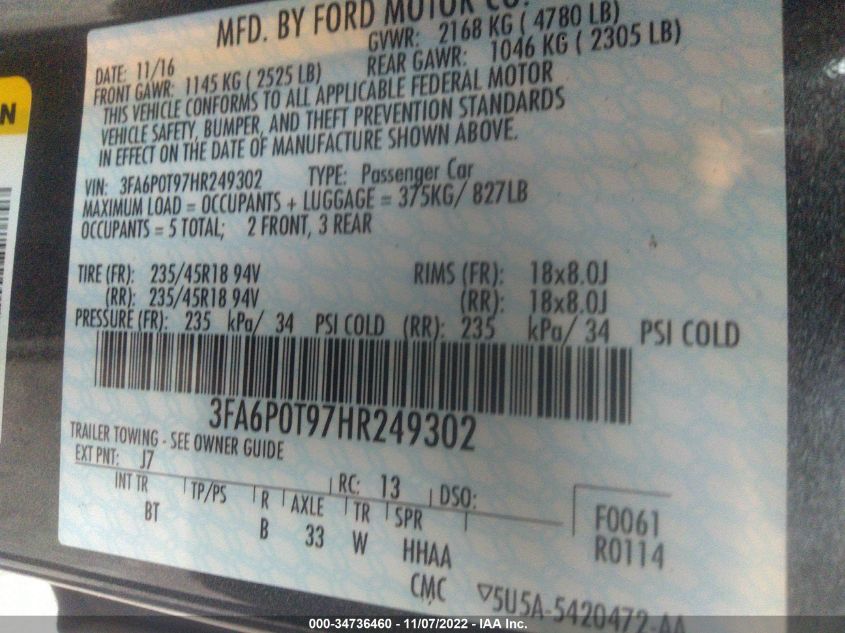 N
MFD. BY FORD MOTOR CO.
DATE: 11/16 GVWR: 2168 KG ( 4780 LB)
FRONT GAWR: 1145 KG ( 2525 LB) REAR GAWR: 1046 KG ( 2305 LB)
THIS VEHICLE CONFORMS TO ALL APPLICABLE FEDERAL MOTOR
VEHICLE SAFETY, BUMPER, AND THEFT PREVENTION STANDARDS
IN EFFECT ON THE DATE OF MANUFACTURE SHOWN ABOVE.
VIN: 3FA6P0T97HR249302 TYPE: Passenger Car
MAXIMUM LOAD = OCCUPANTS + LUGGAGE = 375KG/ 827LB
OCCUPANTS = 5 TOTAL; 2 FRONT, 3 REAR
TIRE (FR): 235/45R18 94V RIMS (FR): 18x8.0J
(RR): 235/45R18 94V (RR): 18x8.0J
PRESSURE (FR): 235 kPa/ 34 PSI COLD (RR): 235 kPa/ 34 PSI COLD
3FA6P0T97HR249302
TRAILER TOWING - SEE OWNER GUIDE
EXT PNT: J7 RC: 13 DSO:
INT TR TP/PS R AXLE TR SPR F0061
BT B 33 W HHAA R0114
CMC ▽5U5A-5420472-AA
000-34736460 - 11/07/2022 - IAA Inc.